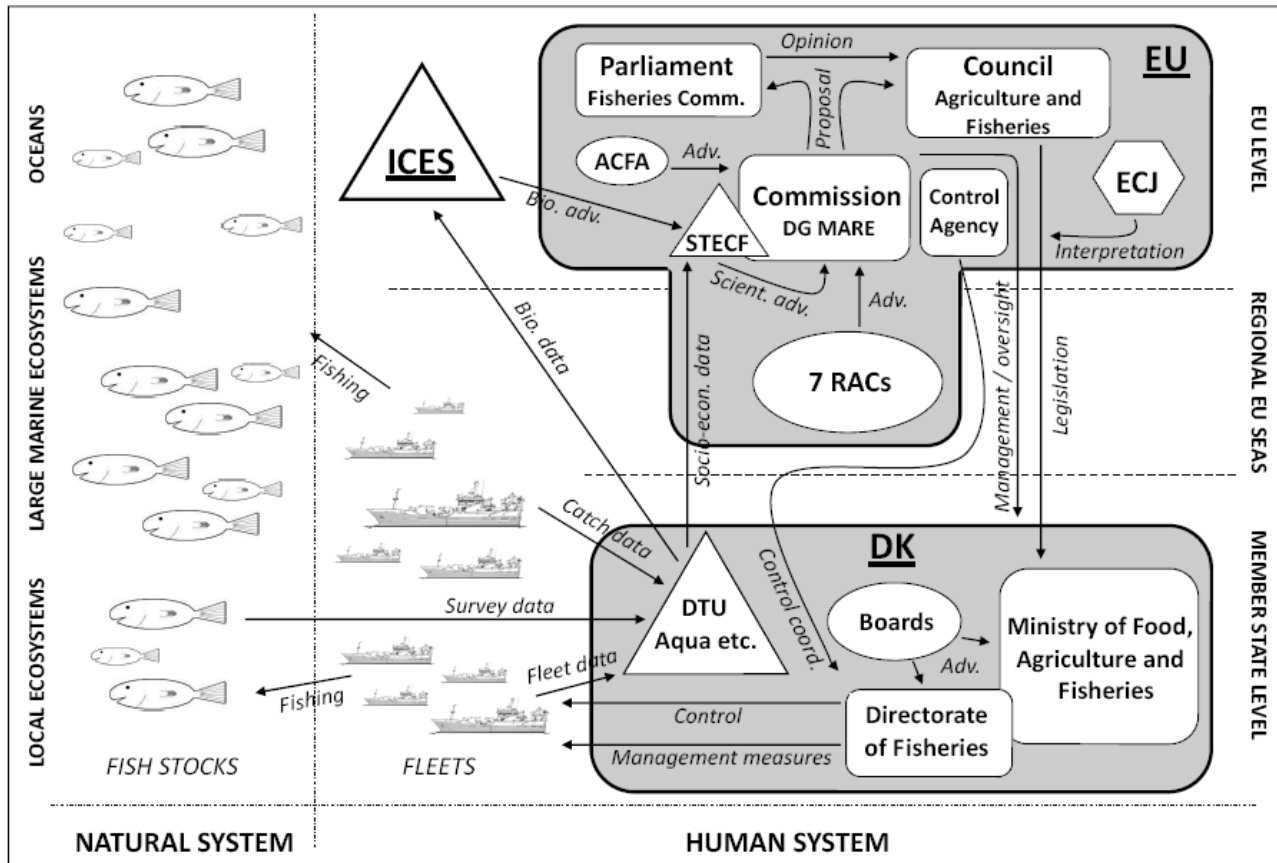 OCEANS
LARGE MARINE ECOSYSTEMS
LOCAL ECOSYSTEMS
FISH STOCKS
NATURAL SYSTEM
Fishing
Fishing
FLEETS
HUMAN SYSTEM
ICES
Bio. adv.
Bio. data
Catch data
Survey data
Fleet data
Socio-econ. data
EU
Parliament
Fisheries Comm.
Opinion
Council
Agriculture and
Fisheries
Proposal
ACFA
Adv.
Commission
DG MARE
STECF
Scient. adv.
Control
Agency
ECJ
Interpretation
Adv.
7 RACs
Management / oversight
Legislation
Control coord.
DK
DTU
Aqua etc.
Boards
Adv.
Ministry of Food,
Agriculture and
Fisheries
Directorate
of Fisheries
Control
Management measures
EU LEVEL
REGIONAL EU SEAS
MEMBER STATE LEVEL